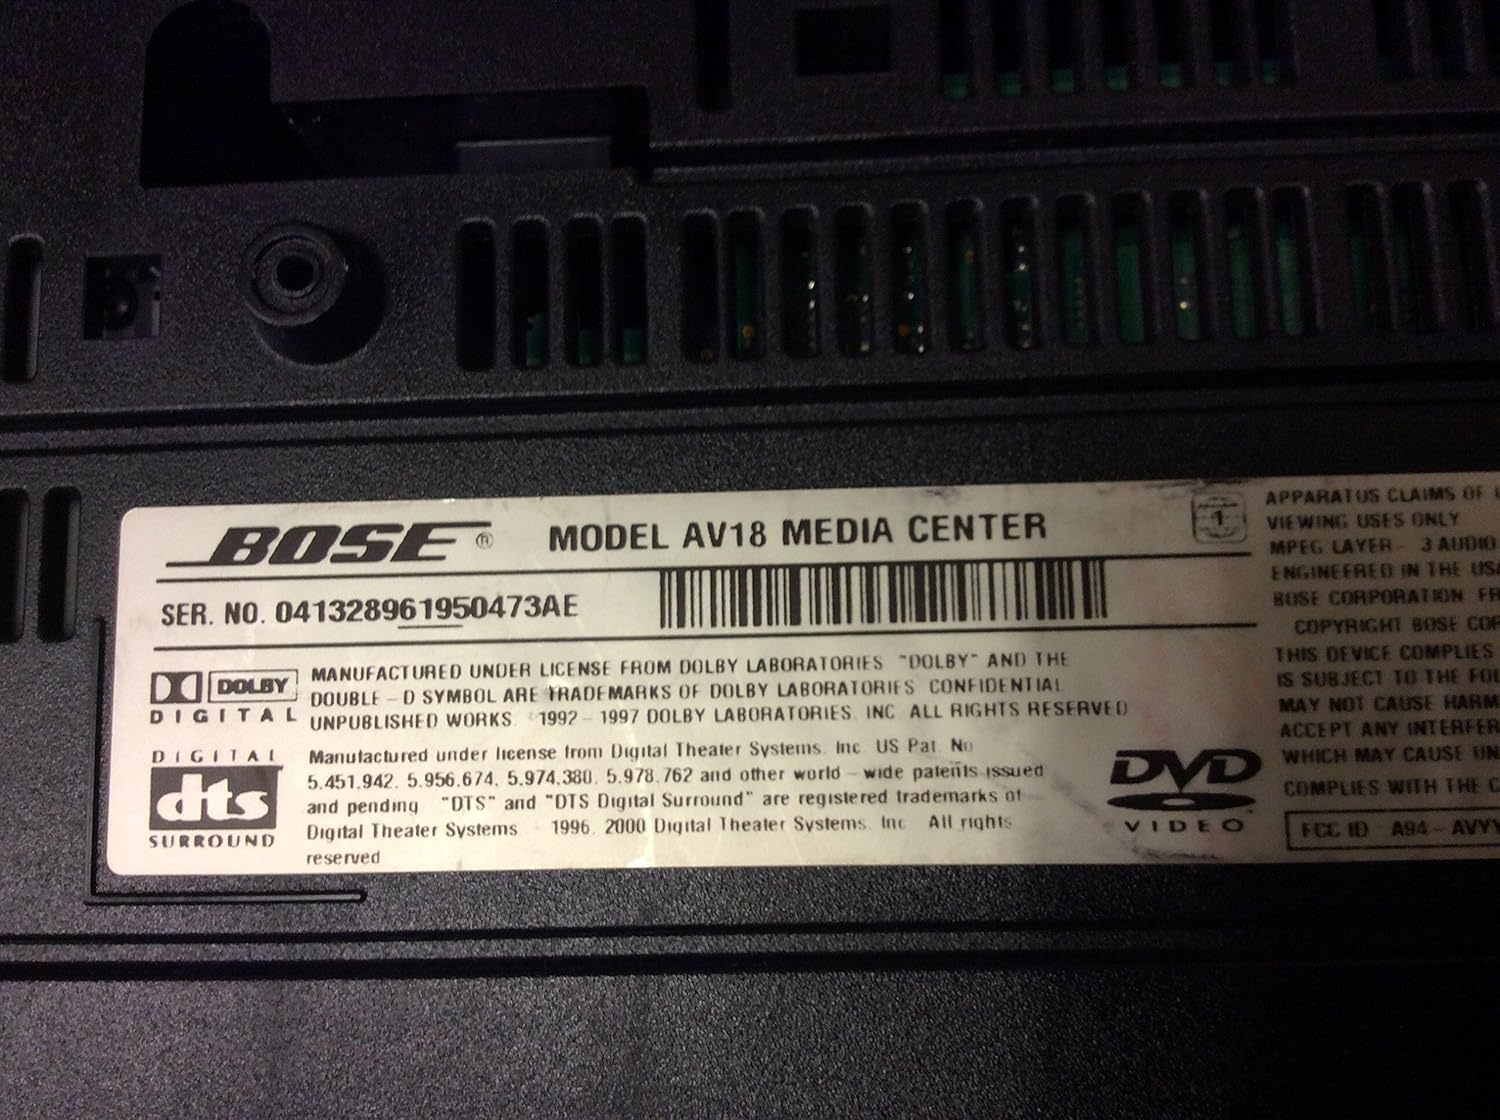 BOSE ® MODEL AV18 MEDIA CENTER
SER. NO. 041328961950473AE
DOLBY
DIGITAL
MANUFACTURED UNDER LICENSE FROM DOLBY LABORATORIES "DOLBY" AND THE
DOUBLE - D SYMBOL ARE TRADEMARKS OF DOLBY LABORATORIES CONFIDENTIAL
UNPUBLISHED WORKS. 1992 - 1997 DOLBY LABORATORIES. INC ALL RIGHTS RESERVED
DIGITAL
dts
SURROUND
Manufactured under license from Digital Theater Systems. Inc US Pat. No
5.451.942. 5.956.674. 5.974.380. 5.978.762 and other world - wide patents issued
and pending "DTS" and "DTS Digital Surround" are registered trademarks of
Digital Theater Systems 1996. 2000 Digital Theater Systems. Inc All rights
reserved
DVD
VIDEO
1
APPARATUS CLAIMS OF
VIEWING USES ONLY
MPEG LAYER - 3 AUDIO
ENGINEERED IN THE USA
BOSE CORPORATION FR
COPYRIGHT BOSE COR
THIS DEVICE COMPLIES
IS SUBJECT TO THE FOL
MAY NOT CAUSE HARM
ACCEPT ANY INTERFER
WHICH MAY CAUSE UN
COMPLIES WITH THE C
FCC ID A94 - AVYY